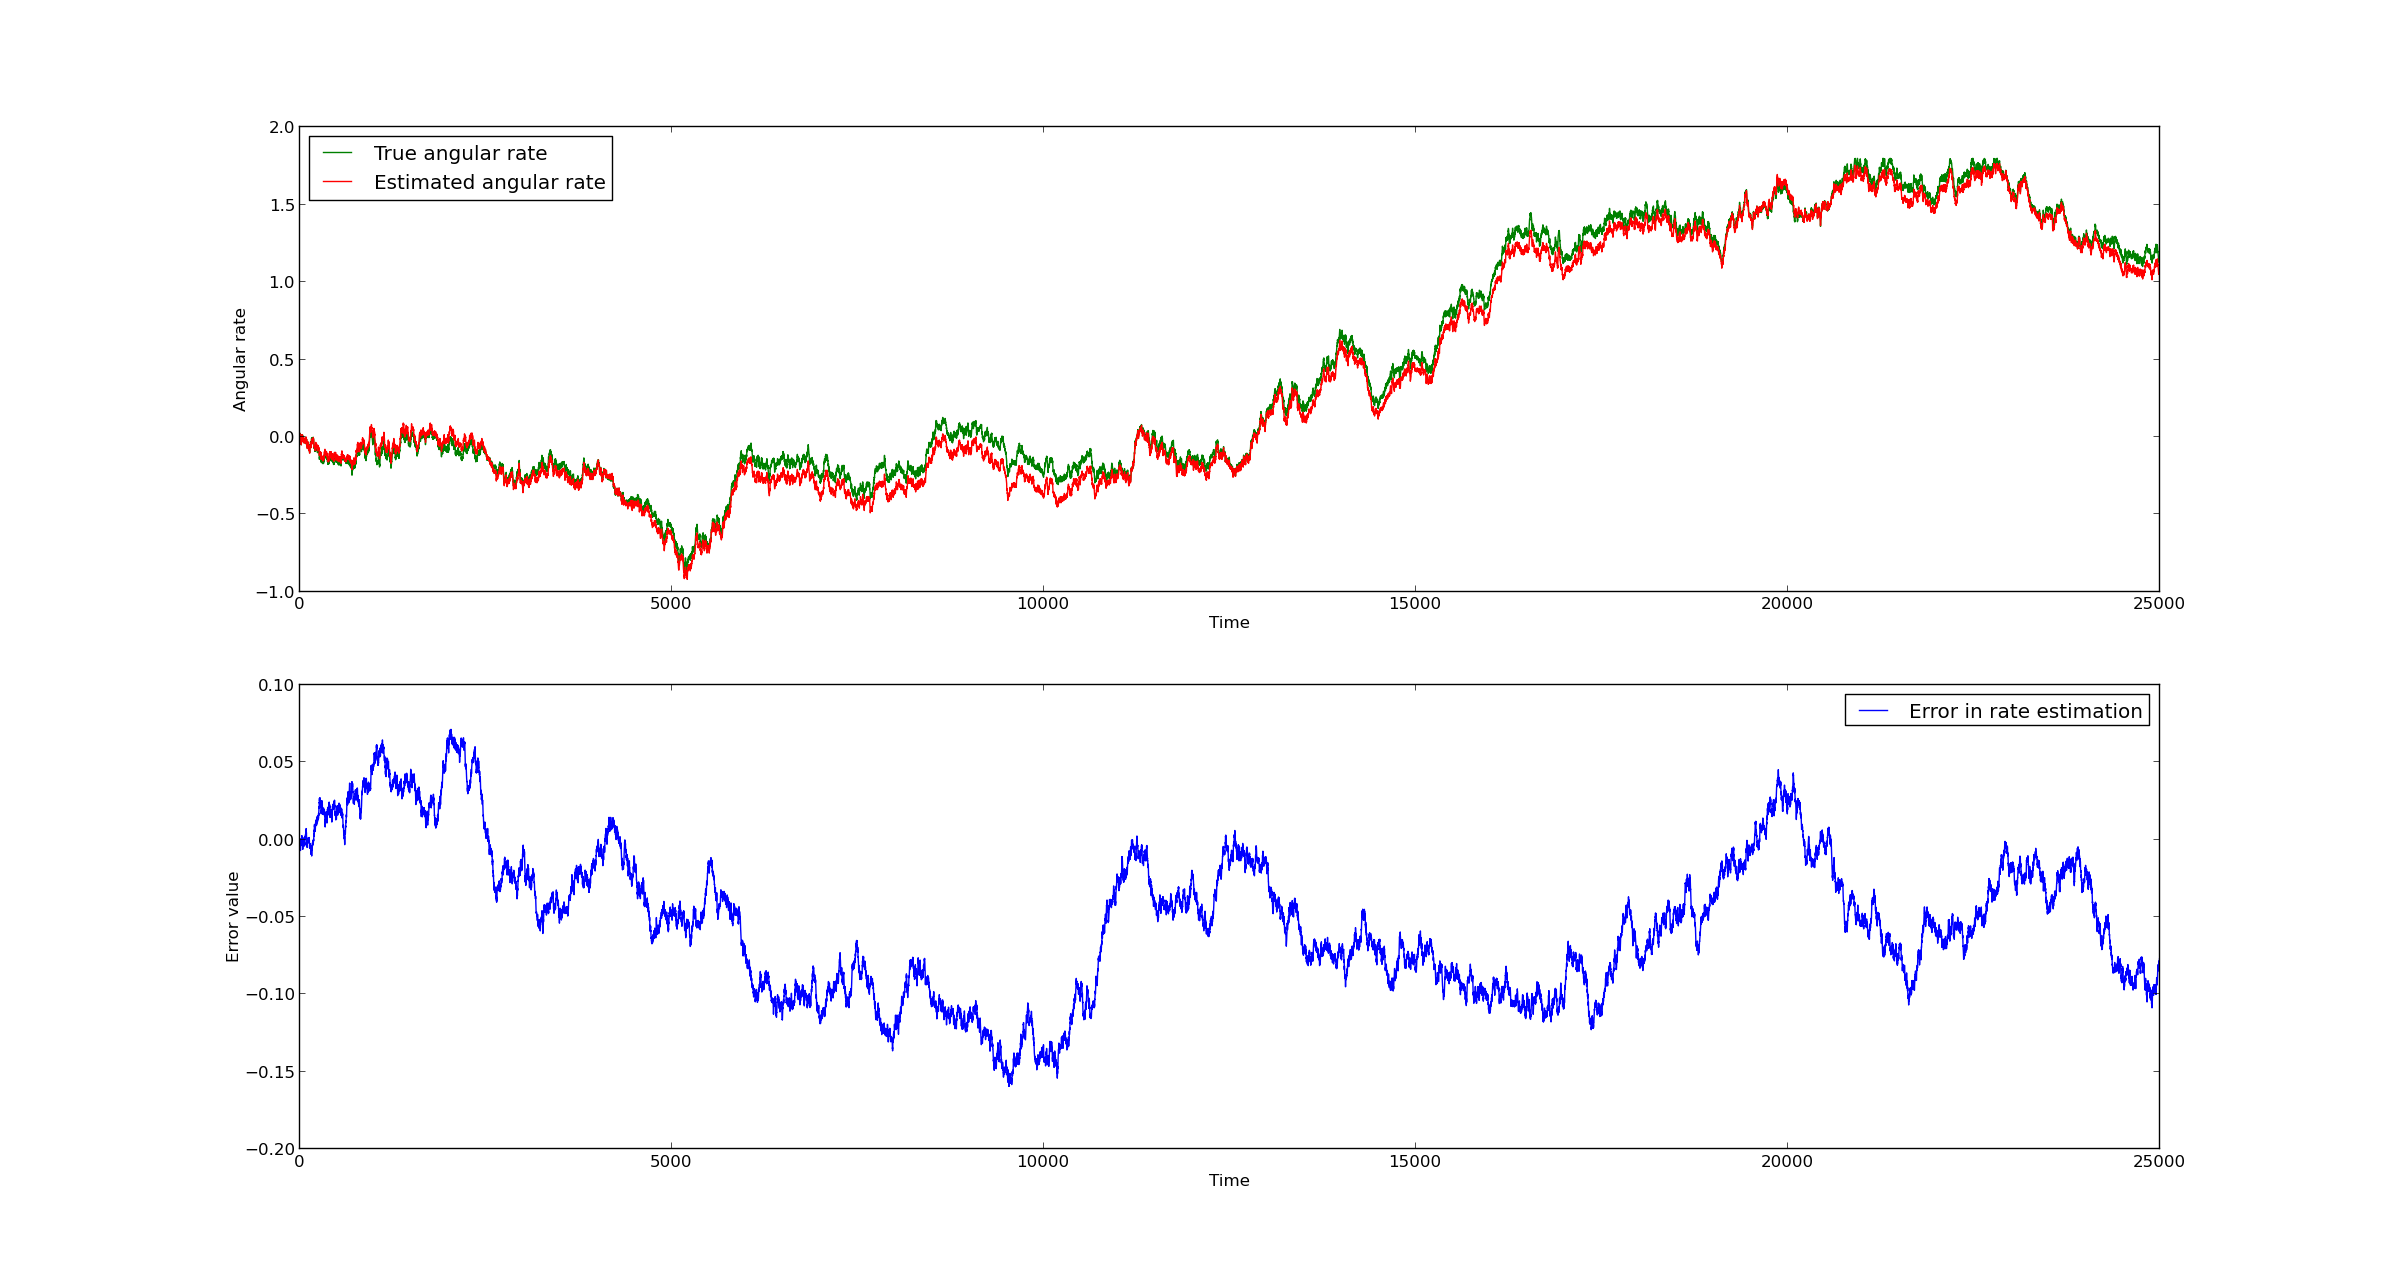 2.0
1.5
1.0
0.5
0.0
−0.5
−1.0
Angular rate
True angular rate
Estimated angular rate
0 5000 10000 15000 20000 25000
Time
0.10
0.05
0.00
−0.05
−0.10
−0.15
−0.20
Error value
Error in rate estimation
0 5000 10000 15000 20000 25000
Time